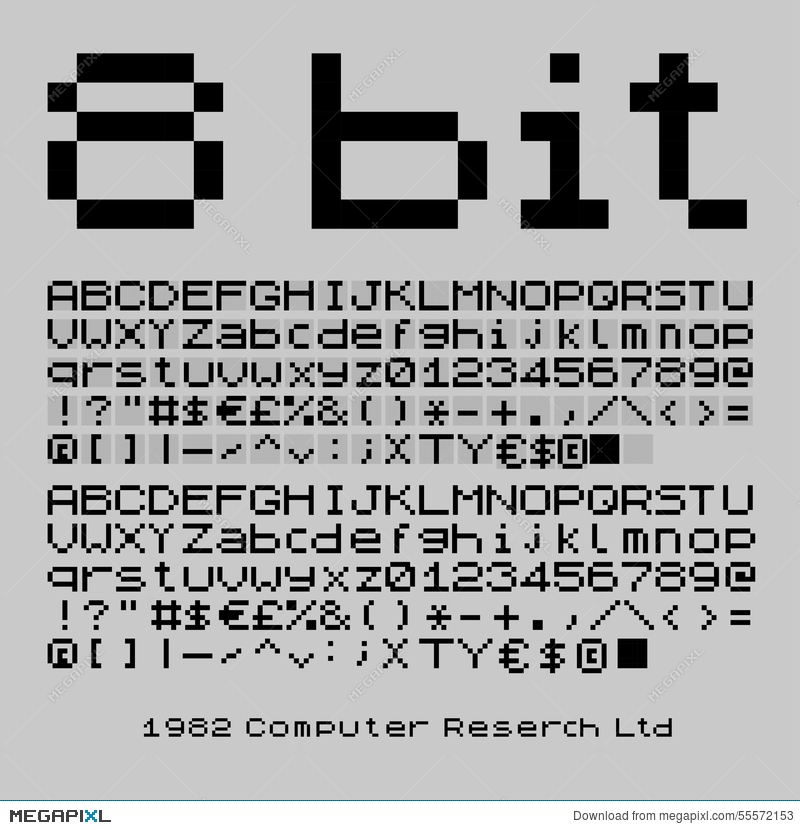 8 bit
ABCDEFGHIJKLMNOPQRSTU
VWXYZabcdefghijklmnop
qrstuvwxyz0123456789@
!?"#$€£%&()*-+.,/\<>=
®[]|—~^ˇ:;XTY€$©■
ABCDEFGHIJKLMNOPQRSTU
VWXYZabcdefghijklmnop
qrstuvwyxz0123456789@
!?"#$€£%&()*-+.,/\<>=
®[]|—~^ˇ:;XTY€$©■
1982 Computer Reserch Ltd
MEGAPIXL
Download from megapixl.com/55572153